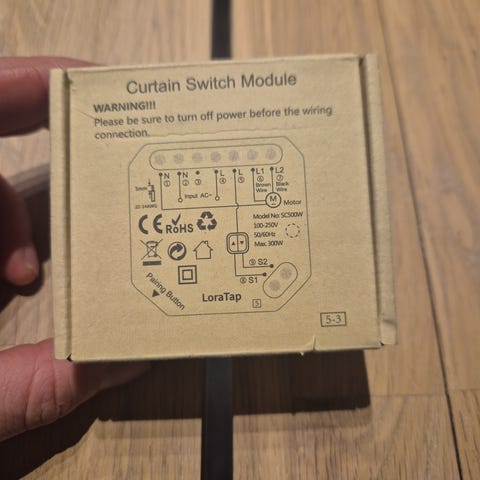 Curtain Switch Module
WARNING!!!
Please be sure to turn off power before the wiring
connection.
N N L L L1 L2
① ② ③ ④ ⑤ ⑥ ⑦
5mm
Input AC~
Brown
Wire
Black
Wire
M
Motor
CE RoHS
Model No: SC500W
100-250V
50/60Hz
Max. 300W
⑨ S2
⑧ S1
Pairing Button
LoraTap
5
5-3